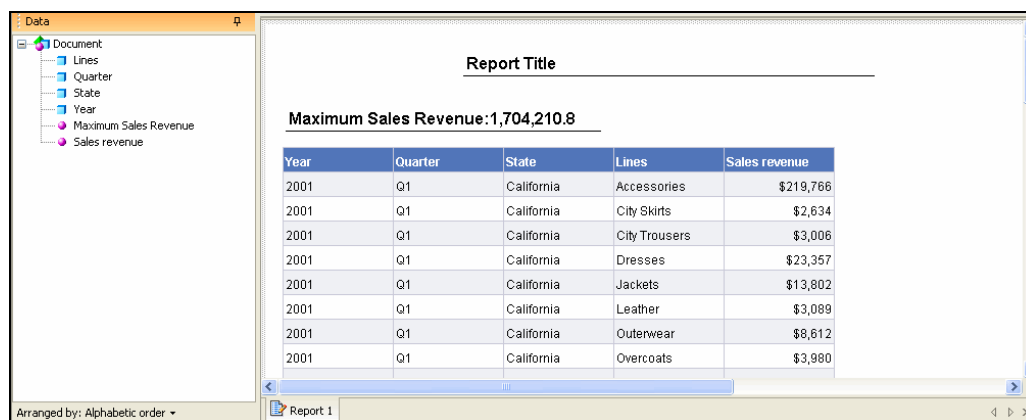 Data
Document
Lines
Quarter
State
Year
Maximum Sales Revenue
Sales revenue
Arranged by: Alphabetic order
Report Title
Maximum Sales Revenue:1,704,210.8
Year Quarter State Lines Sales revenue
2001 Q1 California Accessories $219,766
2001 Q1 California City Skirts $2,634
2001 Q1 California City Trousers $3,006
2001 Q1 California Dresses $23,357
2001 Q1 California Jackets $13,802
2001 Q1 California Leather $3,089
2001 Q1 California Outerwear $8,612
2001 Q1 California Overcoats $3,980
Report 1